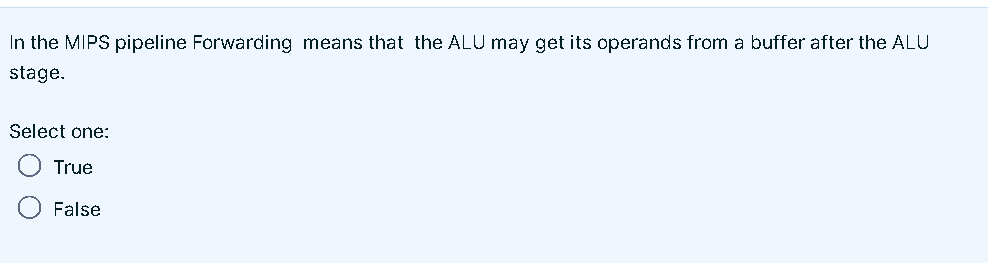 In the MIPS pipeline Forwarding  means that  the ALU may get its operands from a buffer after the ALU
stage.
Select one:
True
False